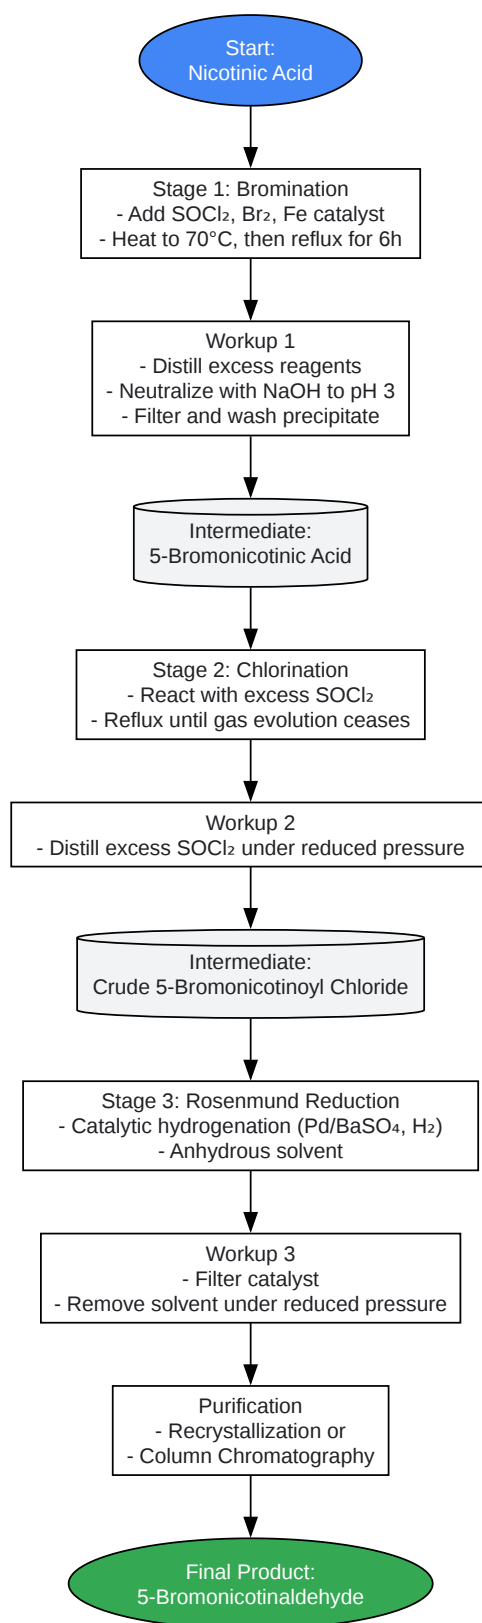 Start:
Nicotinic Acid
Stage 1: Bromination
- Add SOCl₂, Br₂, Fe catalyst
- Heat to 70°C, then reflux for 6h
Workup 1
- Distill excess reagents
- Neutralize with NaOH to pH 3
- Filter and wash precipitate
Intermediate:
5-Bromonicotinic Acid
Stage 2: Chlorination
- React with excess SOCl₂
- Reflux until gas evolution ceases
Workup 2
- Distill excess SOCl₂ under reduced pressure
Intermediate:
Crude 5-Bromonicotinoyl Chloride
Stage 3: Rosenmund Reduction
- Catalytic hydrogenation (Pd/BaSO₄, H₂)
- Anhydrous solvent
Workup 3
- Filter catalyst
- Remove solvent under reduced pressure
Purification
- Recrystallization or
- Column Chromatography
Final Product:
5-Bromonicotinaldehyde